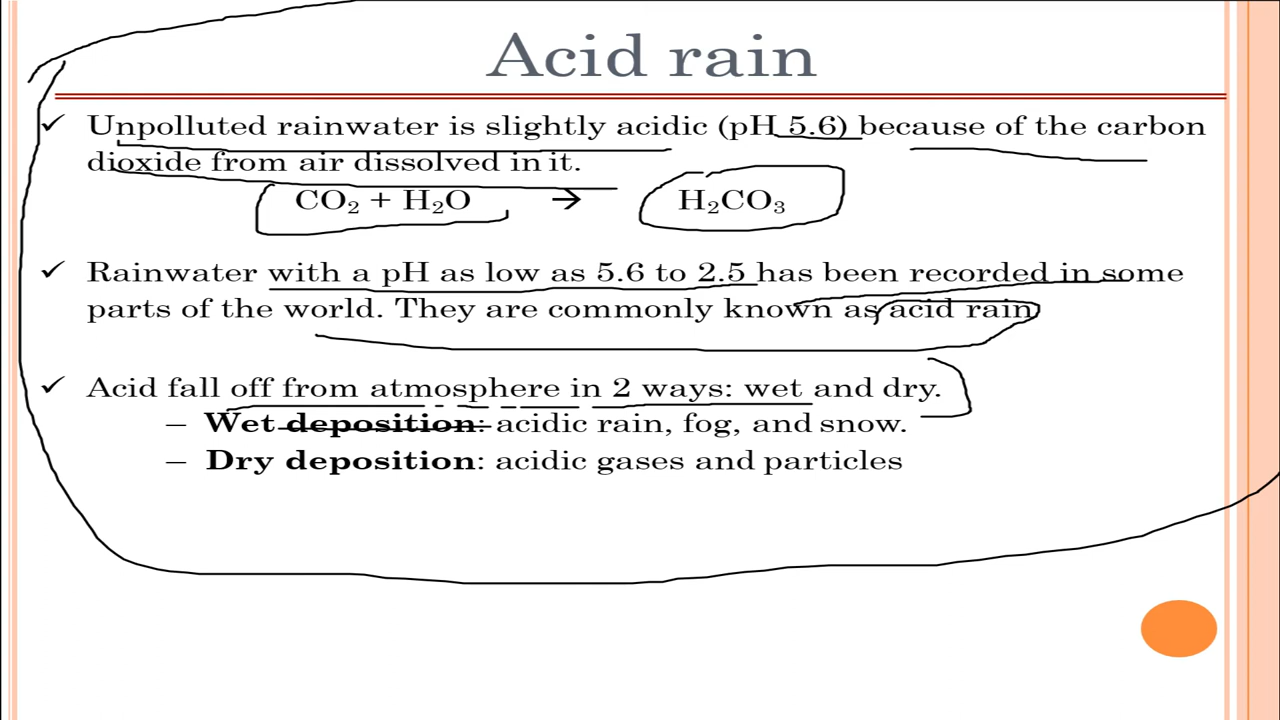 Acid rain
✓ Unpolluted rainwater is slightly acidic (pH 5.6) because of the carbon
dioxide from air dissolved in it.
CO₂ + H₂O → H₂CO₃
✓ Rainwater with a pH as low as 5.6 to 2.5 has been recorded in some
parts of the world. They are commonly known as acid rain
✓ Acid fall off from atmosphere in 2 ways: wet and dry.
– Wet deposition: acidic rain, fog, and snow.
– Dry deposition: acidic gases and particles